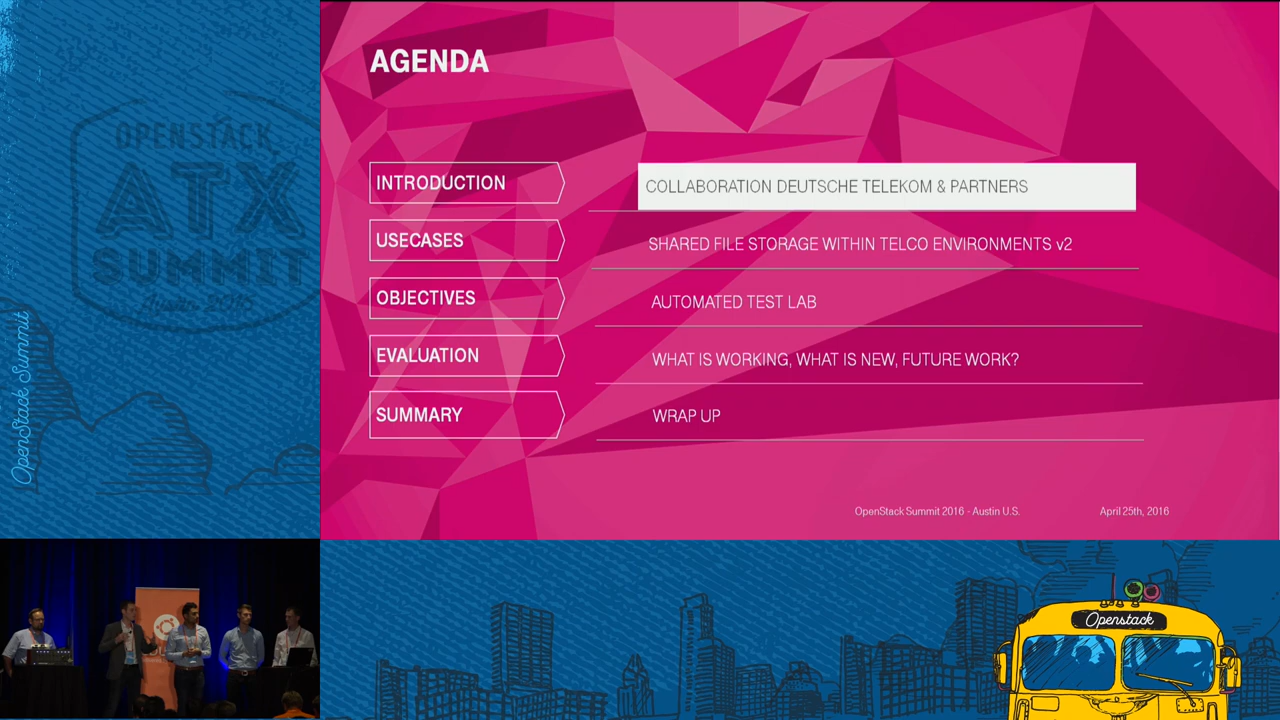 OPENSTACK
ATX
SUMMIT
Austin 2016
OpenStack Summit
AGENDA
INTRODUCTION
COLLABORATION DEUTSCHE TELEKOM & PARTNERS
USECASES
SHARED FILE STORAGE WITHIN TELCO ENVIRONMENTS v2
OBJECTIVES
AUTOMATED TEST LAB
EVALUATION
WHAT IS WORKING, WHAT IS NEW, FUTURE WORK?
SUMMARY
WRAP UP
OpenStack Summit 2016 - Austin U.S.
April 25th, 2016
Openstack